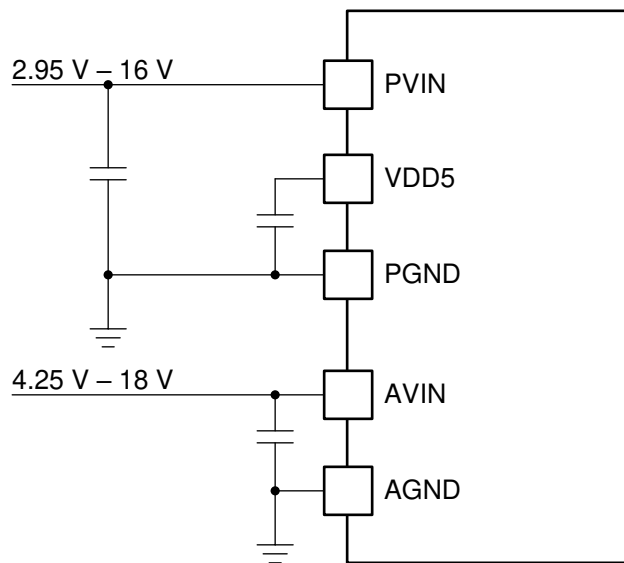 2.95 V – 16 V
PVIN
VDD5
PGND
4.25 V – 18 V
AVIN
AGND